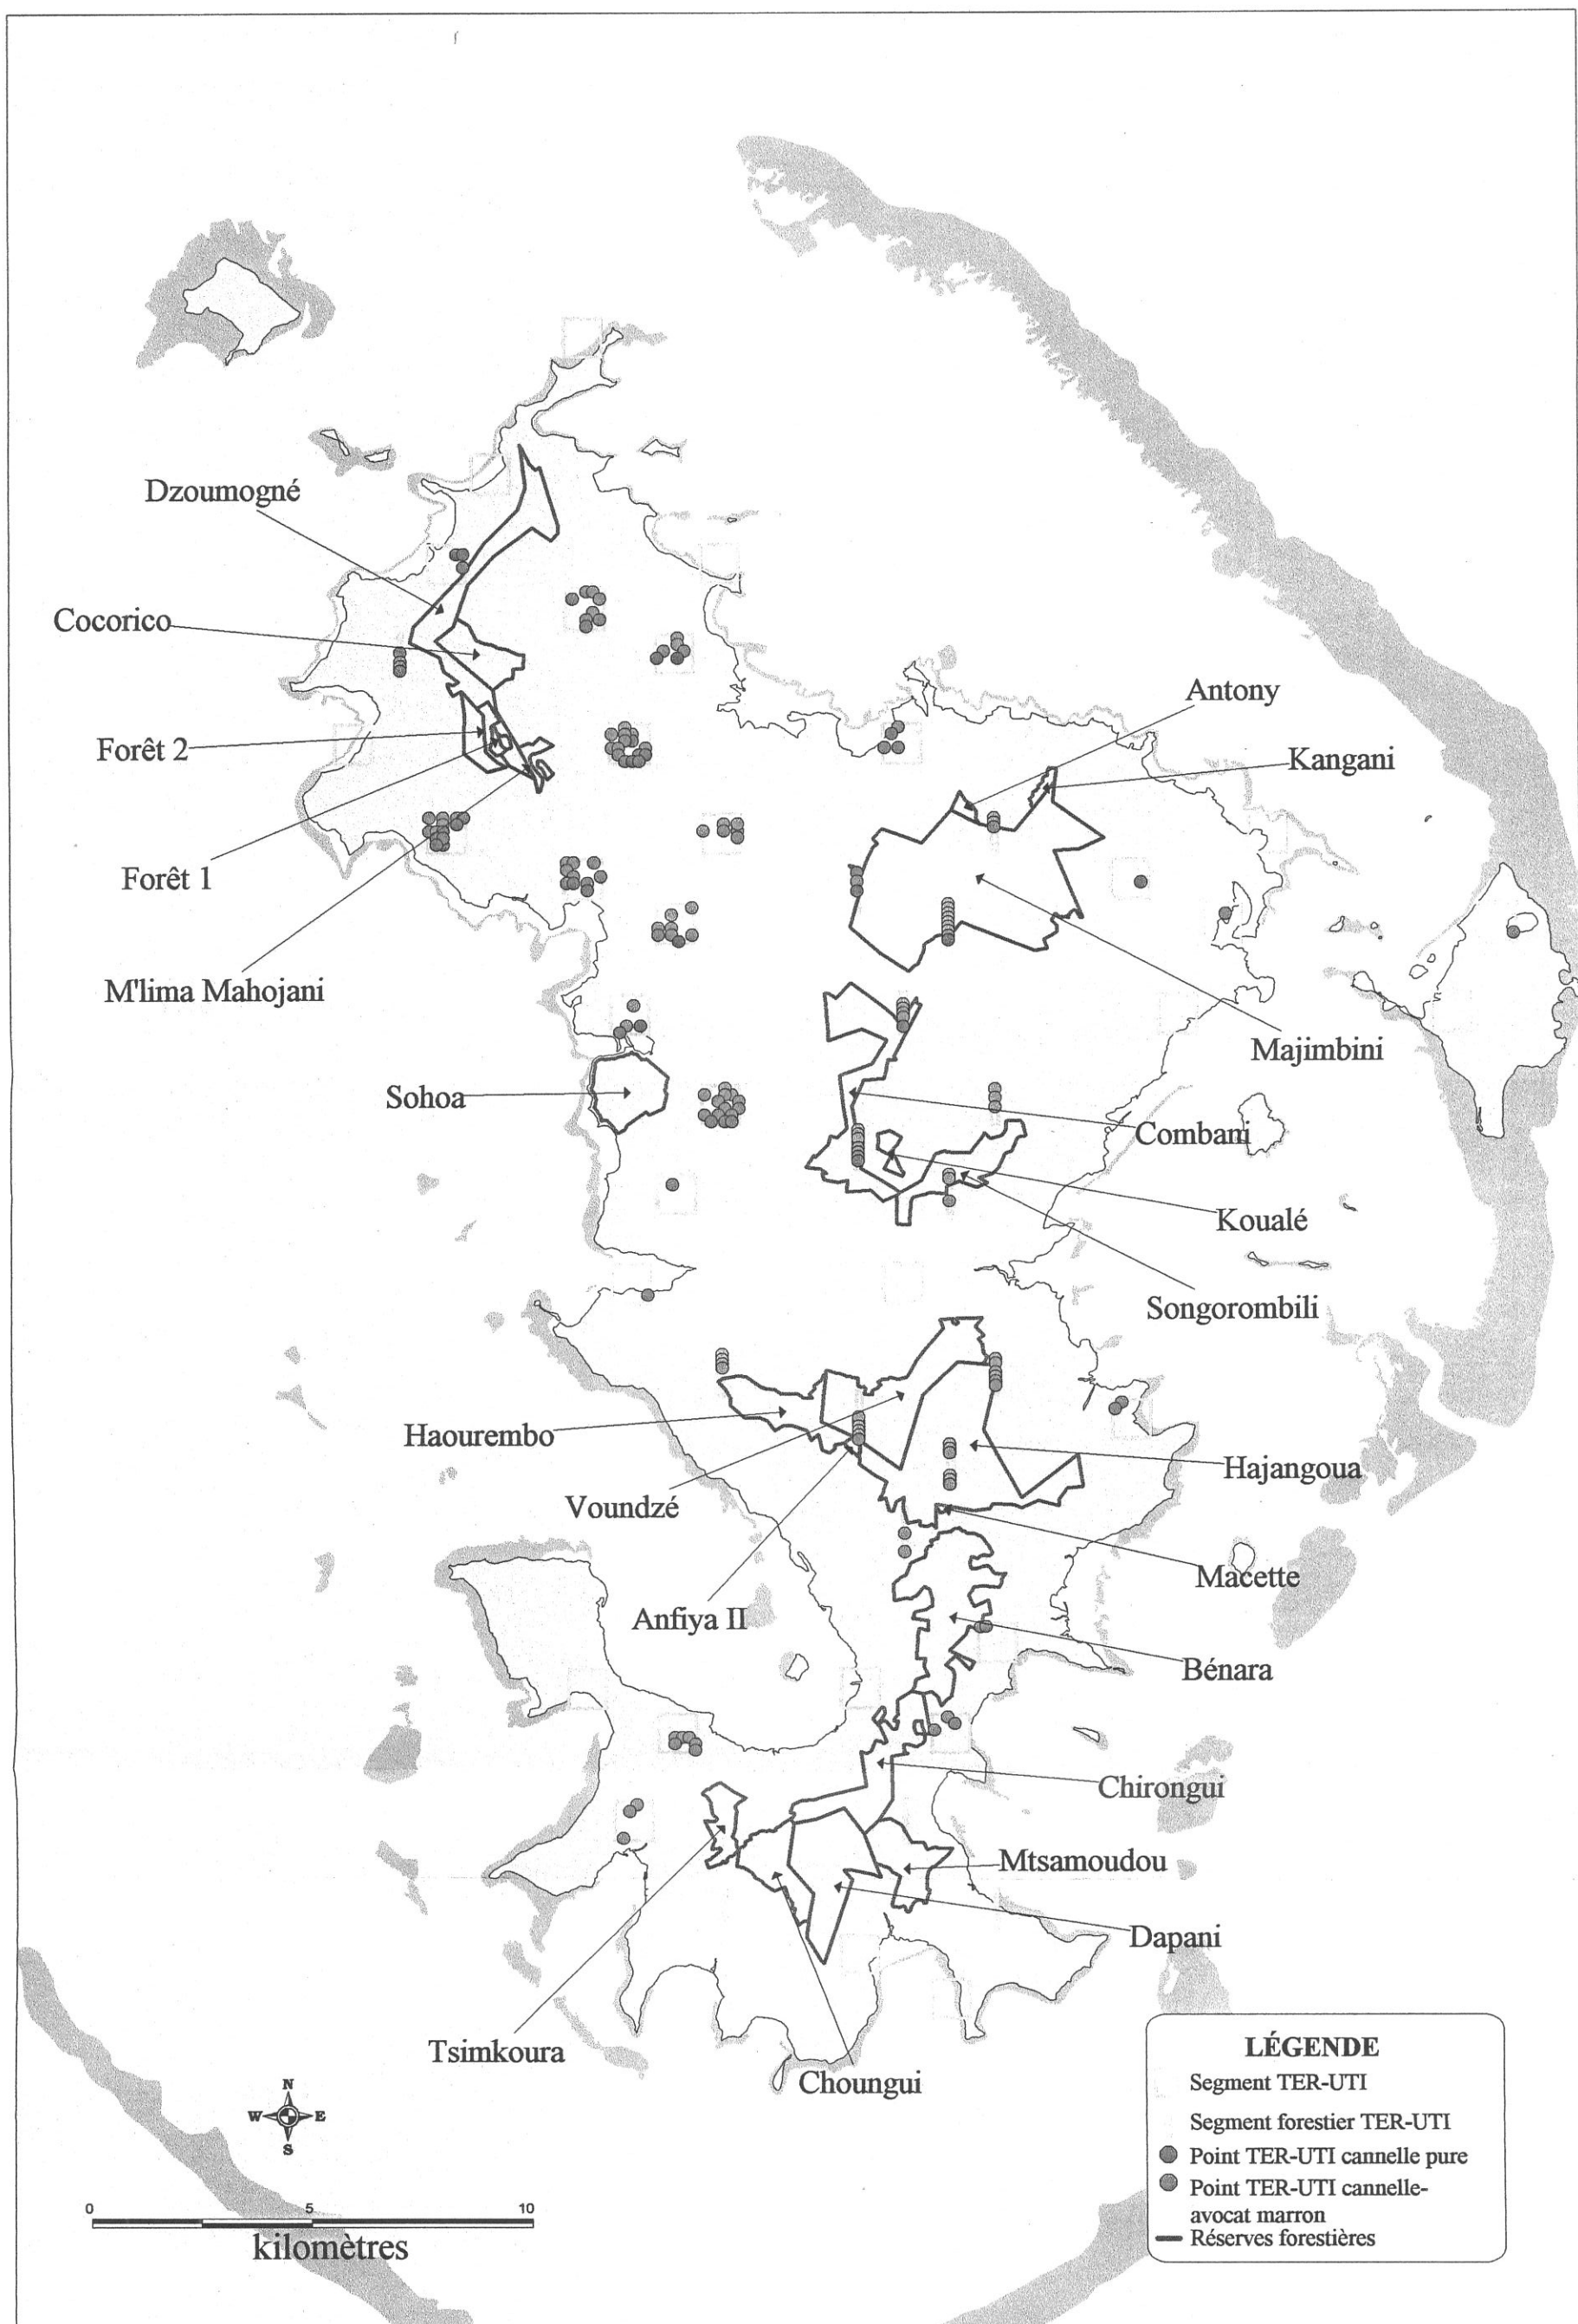 Dzoumogné
Cocorico
Antony
Forêt 2
Kangani
Forêt 1
M'lima Mahojani
Majimbini
Sohoa
Combani
Koualé
Songorombili
Haourembo
Hajangoua
Voundzé
Macette
Anfiya II
Bénara
Chirongui
Mtsamoudou
Dapani
Tsimkoura
Choungui
N
W E
S
0 5 10
kilomètres
LÉGENDE
Segment TER-UTI
Segment forestier TER-UTI
Point TER-UTI cannelle pure
Point TER-UTI cannelle-
avocat marron
Réserves forestières